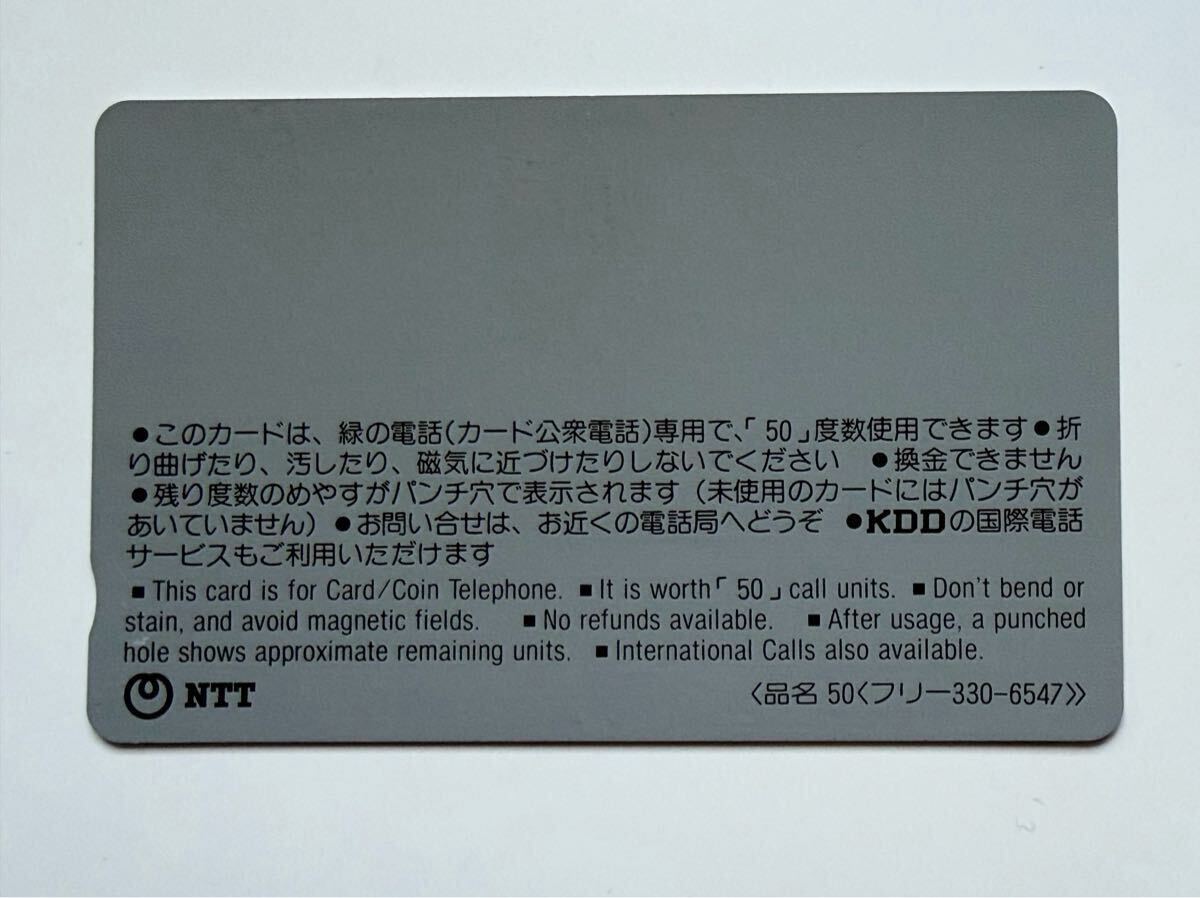 ●このカードは、緑の電話(カード公衆電話)専用で、「50」度数使用できます●折
り曲げたり、汚したり、磁気に近づけたりしないでください ●換金できません
●残り度数のめやすがパンチ穴で表示されます(未使用のカードにはパンチ穴が
あいていません)●お問い合せは、お近くの電話局へどうぞ ●KDDの国際電話
サービスもご利用いただけます
■This card is for Card/Coin Telephone. ■It is worth「50」call units. ■Don't bend or
stain, and avoid magnetic fields. ■No refunds available. ■After usage, a punched
hole shows approximate remaining units. ■International Calls also available.
NTT 〈品名 50〈フリー330-6547〉〉